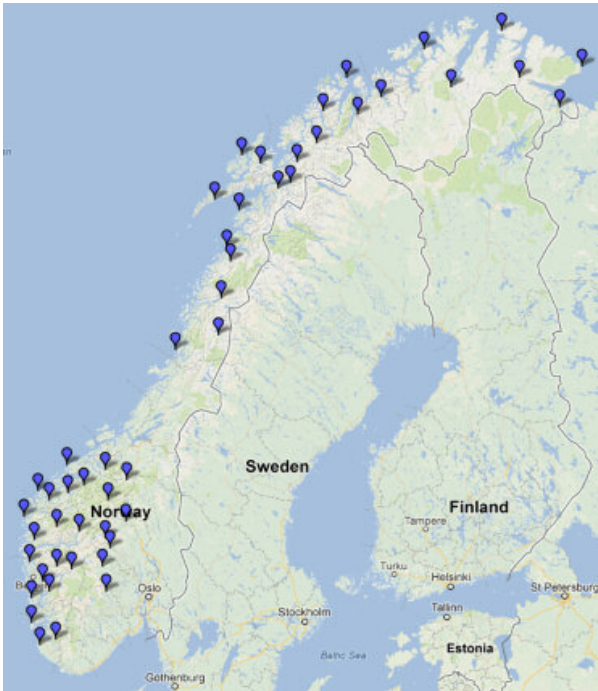 Sweden
Norway
Finland
Tampere
Turku
Helsinki
Oslo
St Petersburg
Stockholm
Tallinn
Estonia
Baltic Sea
Gothenburg